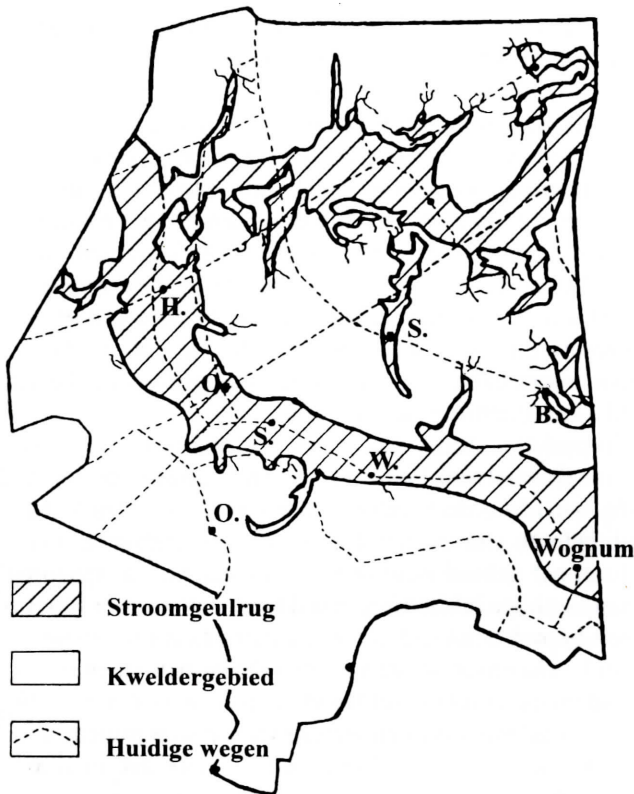 H.
S.
O.
B.
S.
W.
O.
Wognum
Stroomgeulrug
Kweldergebied
Huidige wegen